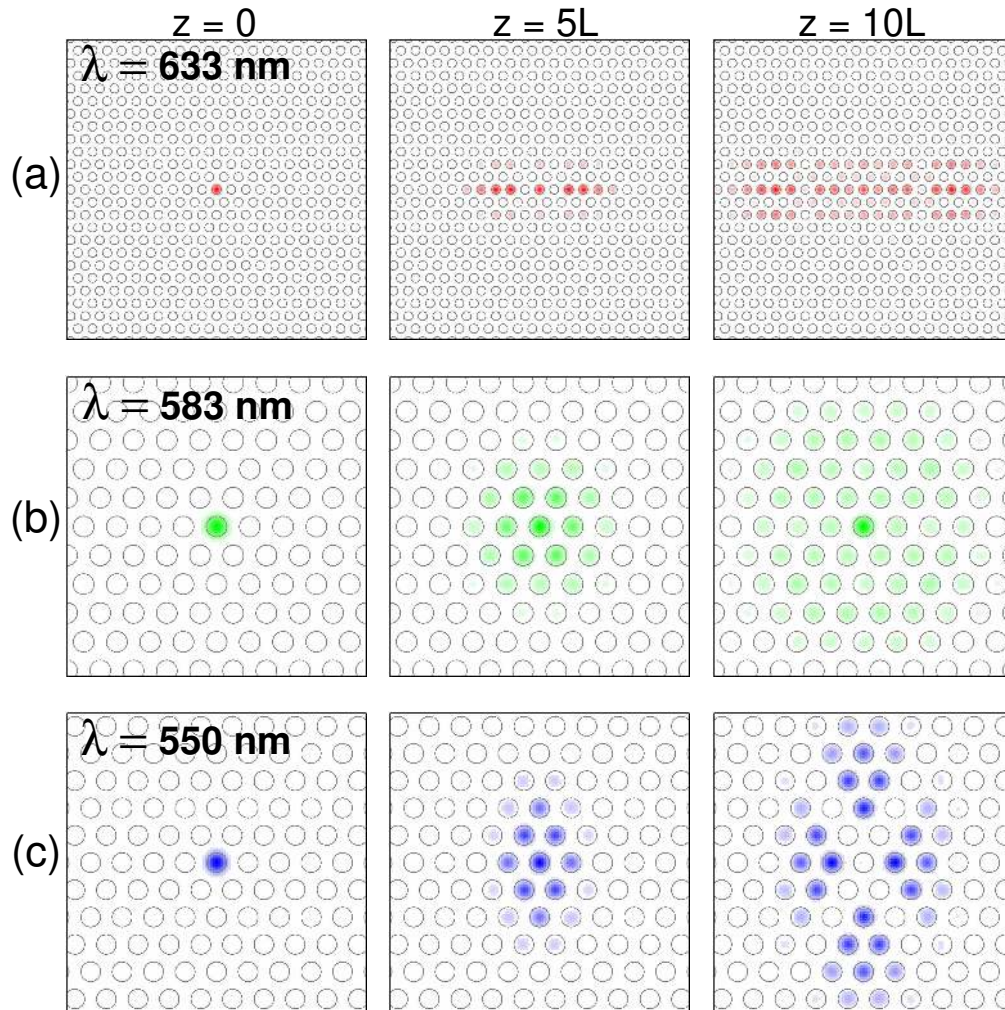 z = 0 z = 5L z = 10L
λ = 633 nm
(a)
λ = 583 nm
(b)
λ = 550 nm
(c)